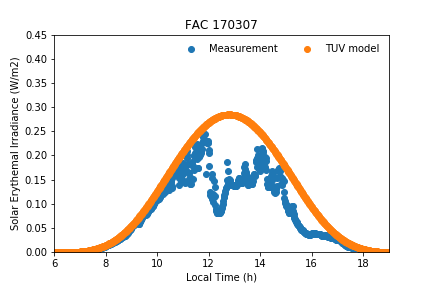 FAC 170307
Measurement TUV model
Solar Erythemal Irradiance (W/m2)
0.45
0.40
0.35
0.30
0.25
0.20
0.15
0.10
0.05
0.00
6 8 10 12 14 16 18
Local Time (h)